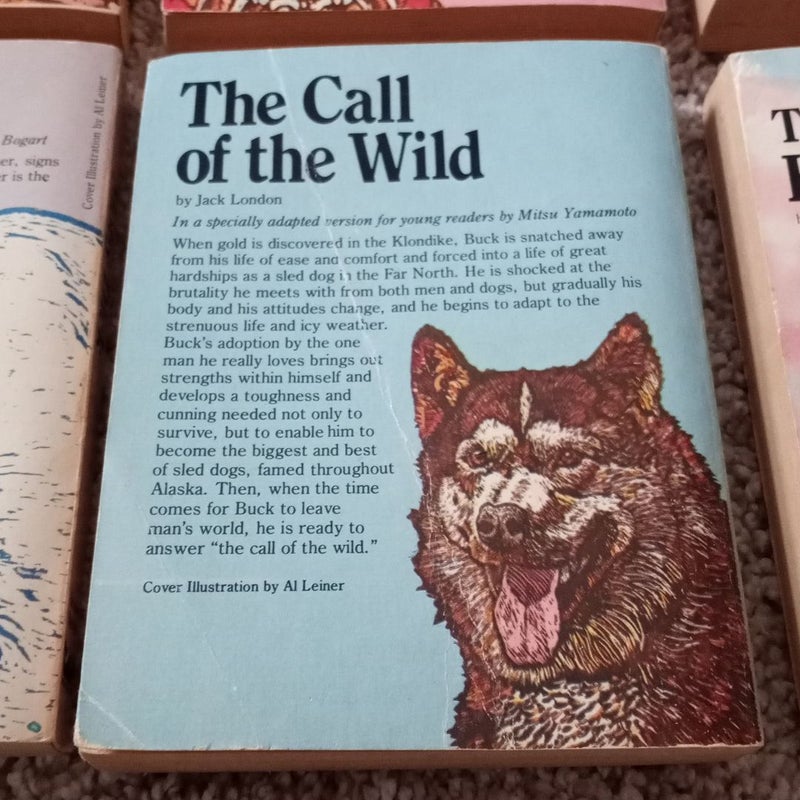 The Call
of the Wild
by Jack London
In a specially adapted version for young readers by Mitsu Yamamoto
When gold is discovered in the Klondike, Buck is snatched away
from his life of ease and comfort and forced into a life of great
hardships as a sled dog in the Far North. He is shocked at the
brutality he meets with from both men and dogs, but gradually his
body and his attitudes change, and he begins to adapt to the
strenuous life and icy weather.
Buck's adoption by the one
man he really loves brings out
strengths within himself and
develops a toughness and
cunning needed not only to
survive, but to enable him to
become the biggest and best
of sled dogs, famed throughout
Alaska. Then, when the time
comes for Buck to leave
man's world, he is ready to
answer "the call of the wild."
Cover Illustration by Al Leiner
Bogart
signs
is the
Cover Illustration by Al Leiner